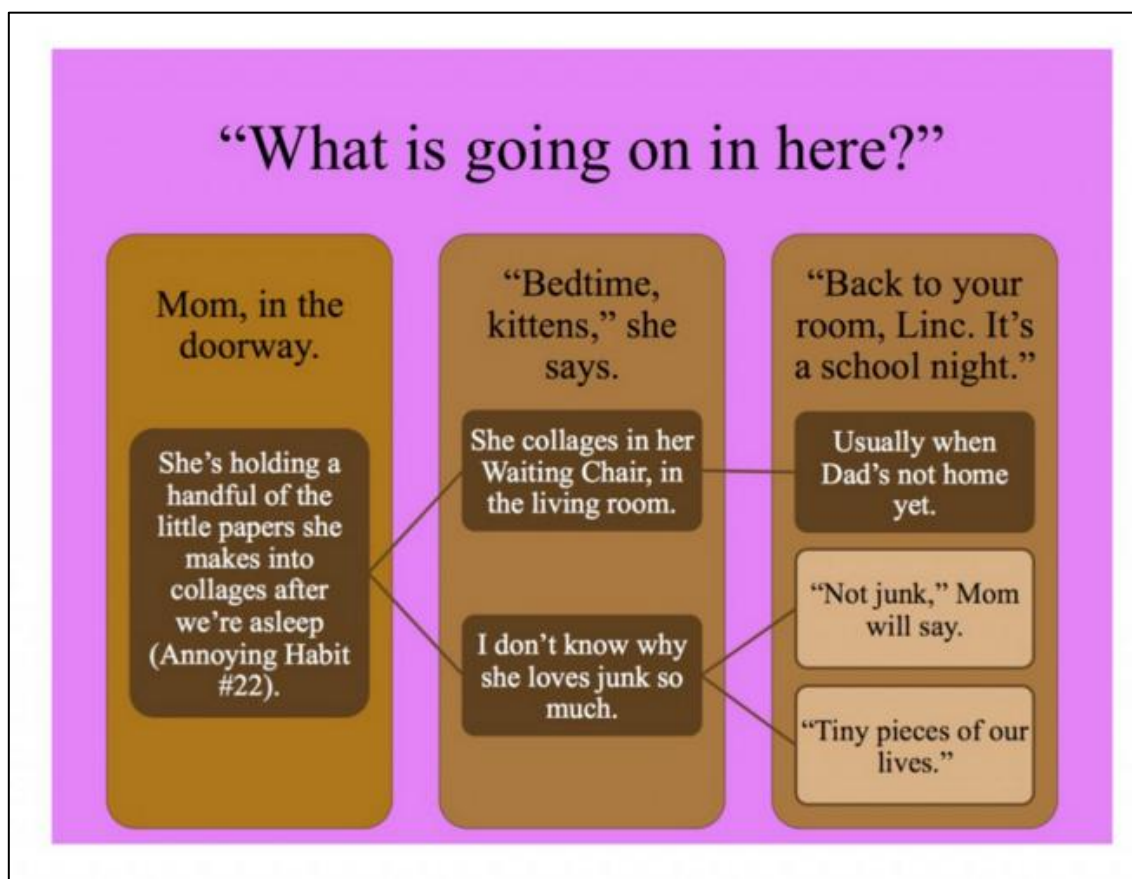 “What is going on in here?”
Mom, in the
doorway.
She’s holding a
handful of the
little papers she
makes into
collages after
we’re asleep
(Annoying Habit
#22).
“Bedtime,
kittens,” she
says.
She collages in her
Waiting Chair, in
the living room.
I don’t know why
she loves junk so
much.
“Back to your
room, Linc. It’s
a school night.”
Usually when
Dad’s not home
yet.
“Not junk,” Mom
will say.
“Tiny pieces of our
lives.”